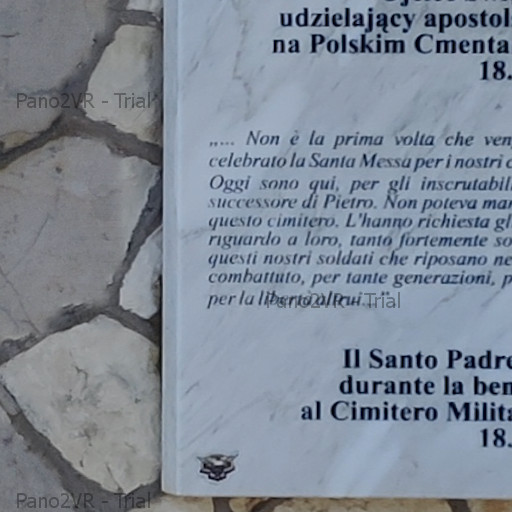 udzielający apostol
na Polskim Cmenta
18.
„.... Non è la prima volta che ven
celebrato la Santa Messa per i nostri c
Oggi sono qui, per gli inscrutabil
successore di Pietro. Non poteva man
questo cimitero. L'hanno richiesta gl
riguardo a loro, tanto fortemente so
questi nostri soldati che riposano ne
combattuto, per tante generazioni, p
per la libertà altrui..."
Il Santo Padre
durante la ben
al Cimitero Milita
18.
Pano2VR - Trial
Pano2VR - Trial
Pano2VR - Trial